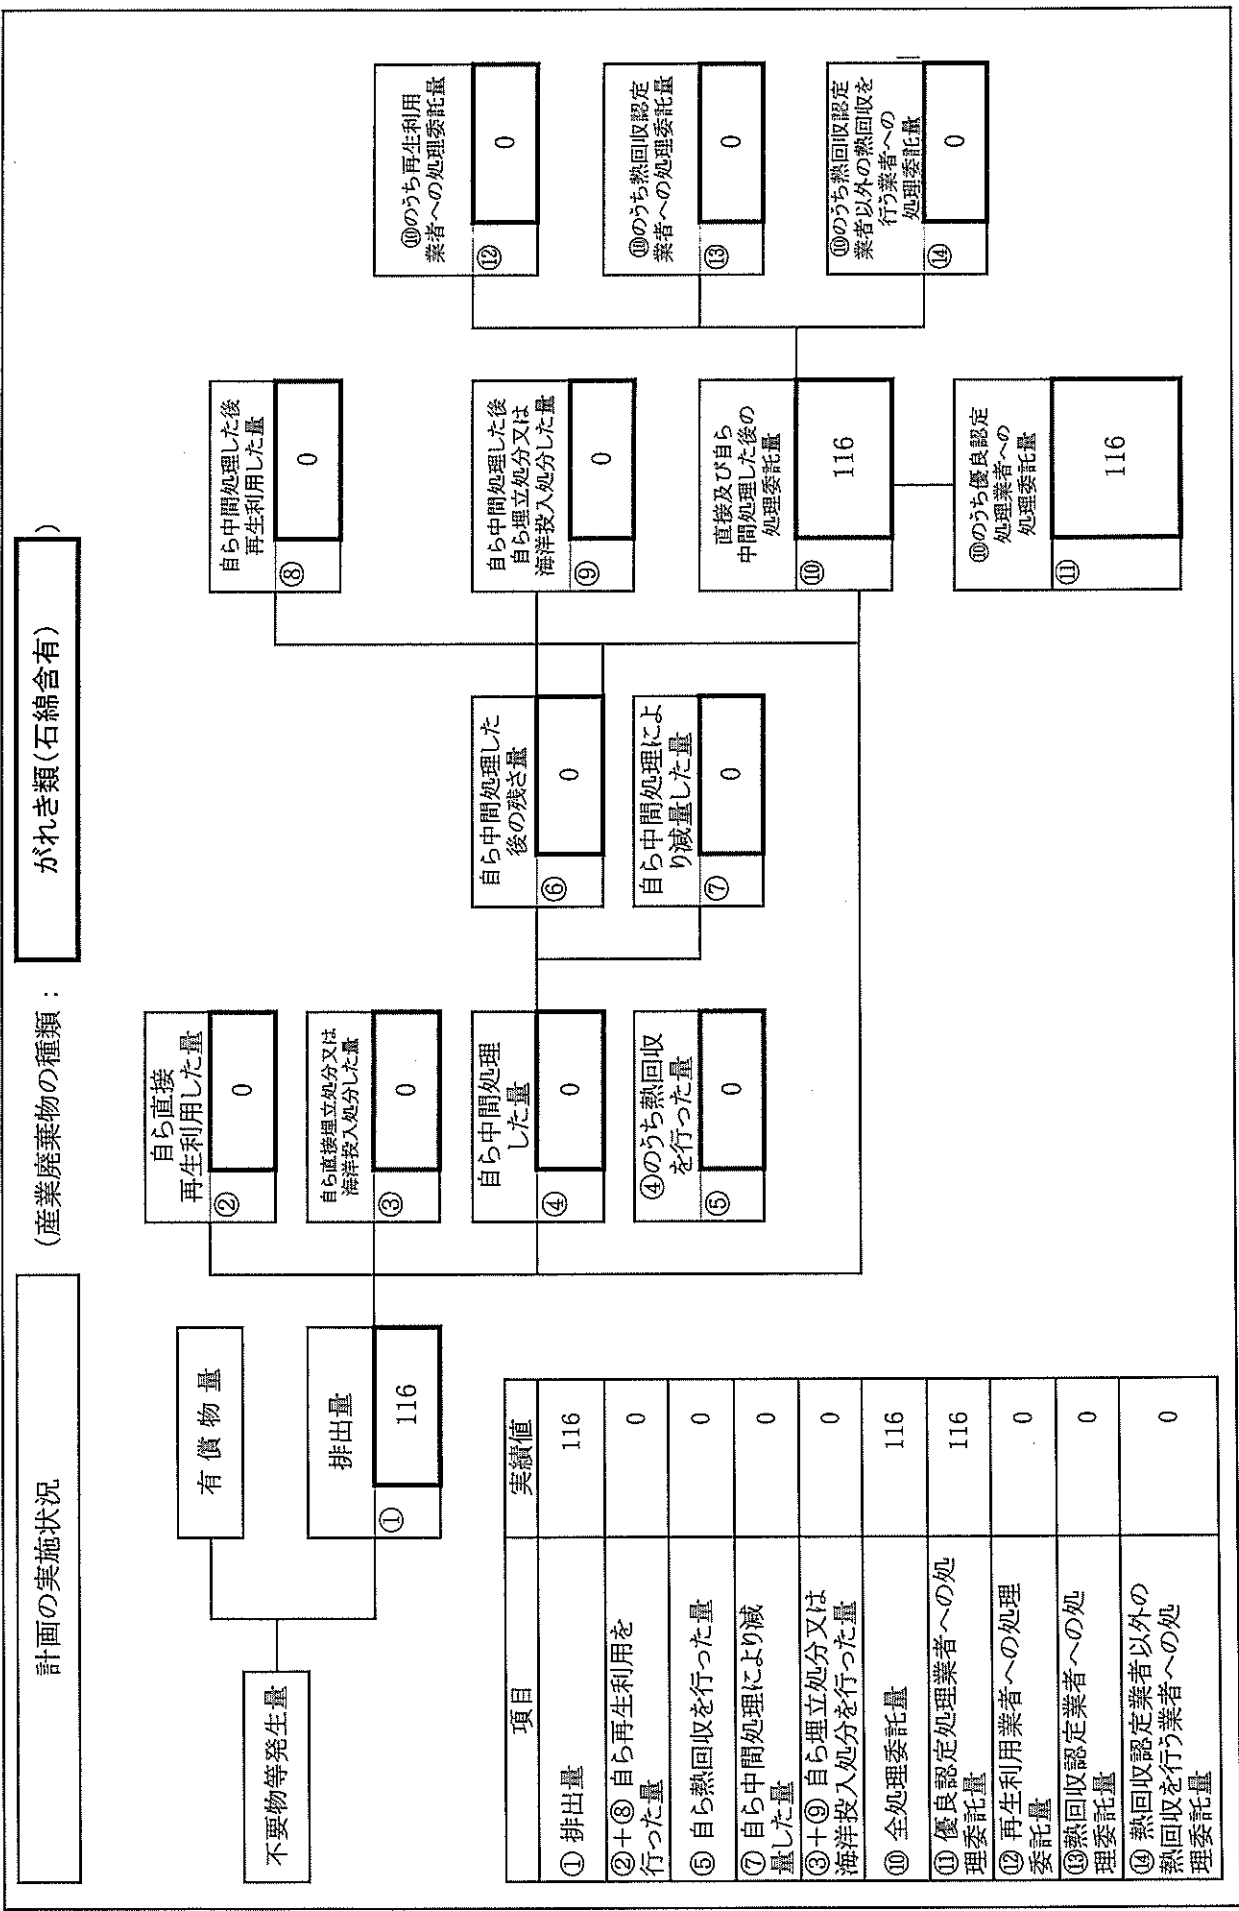 計画の実施状況
(産業廃棄物の種類：
がれき類(石綿含有)
)
不要物等発生量
有 償 物 量
排出量
①
116
自ら直接
再生利用した量
②
0
自ら直接埋立処分又は
海洋投入処分した量
③
0
自ら中間処理
した量
④
0
④のうち熱回収
を行った量
⑤
0
自ら中間処理した
後の残さ量
⑥
0
自ら中間処理によ
り減量した量
⑦
0
自ら中間処理した後
再生利用した量
⑧
0
自ら中間処理した後
自ら埋立処分又は
海洋投入処分した量
⑨
0
直接及び自ら
中間処理した後の
処理委託量
⑩
116
⑩のうち優良認定
処理業者への
処理委託量
⑪
116
⑩のうち再生利用
業者への処理委託量
⑫
0
⑩のうち熱回収認定
業者への処理委託量
⑬
0
⑩のうち熱回収認定
業者以外の熱回収を
行う業者への
処理委託量
⑭
0
項目
実績値
① 排出量
116
②＋⑧ 自ら再生利用を
行った量
0
⑤ 自ら熱回収を行った量
0
⑦ 自ら中間処理により減
量した量
0
③＋⑨ 自ら埋立処分又は
海洋投入処分を行った量
0
⑩ 全処理委託量
116
⑪ 優良認定処理業者への処
理委託量
116
⑫ 再生利用業者への処理
委託量
0
⑬熱回収認定業者への処
理委託量
0
⑭ 熱回収認定業者以外の
熱回収を行う業者への処
理委託量
0